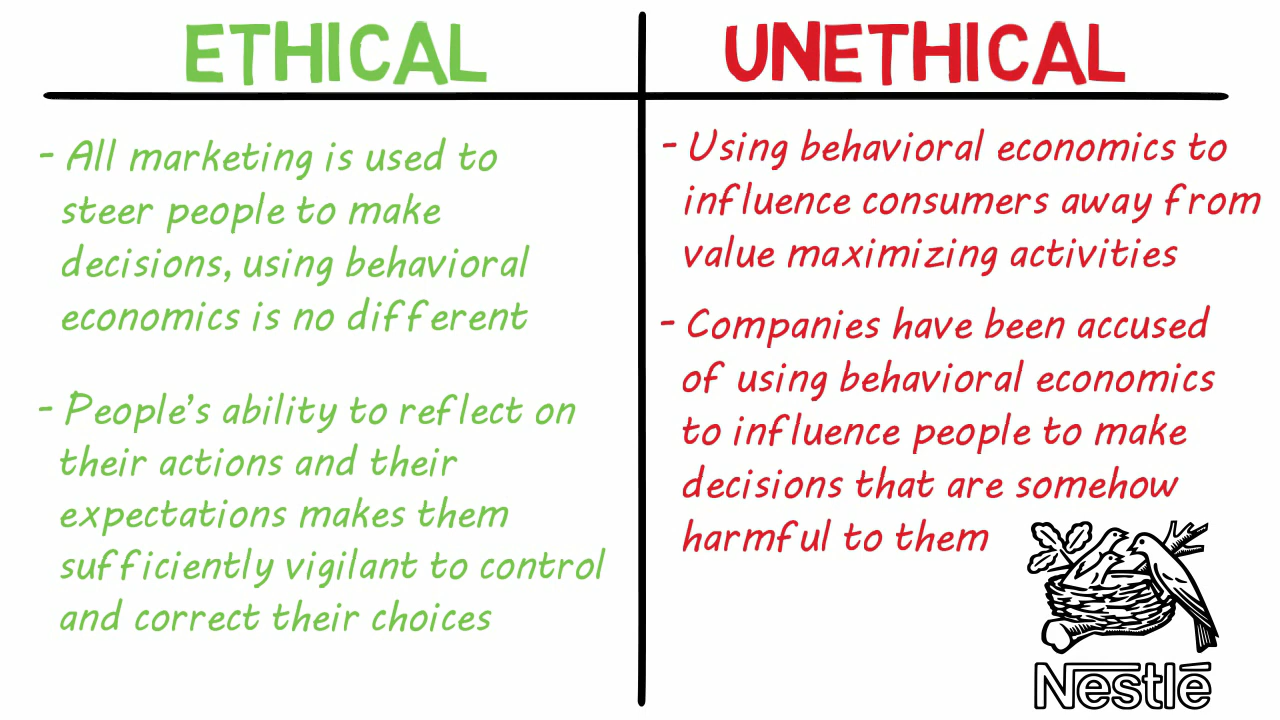 ETHICAL
- All marketing is used to
steer people to make
decisions, using behavioral
economics is no different
- People's ability to reflect on
their actions and their
expectations makes them
sufficiently vigilant to control
and correct their choices
UNETHICAL
- Using behavioral economics to
influence consumers away from
value maximizing activities
- Companies have been accused
of using behavioral economics
to influence people to make
decisions that are somehow
harmful to them
Nestlé